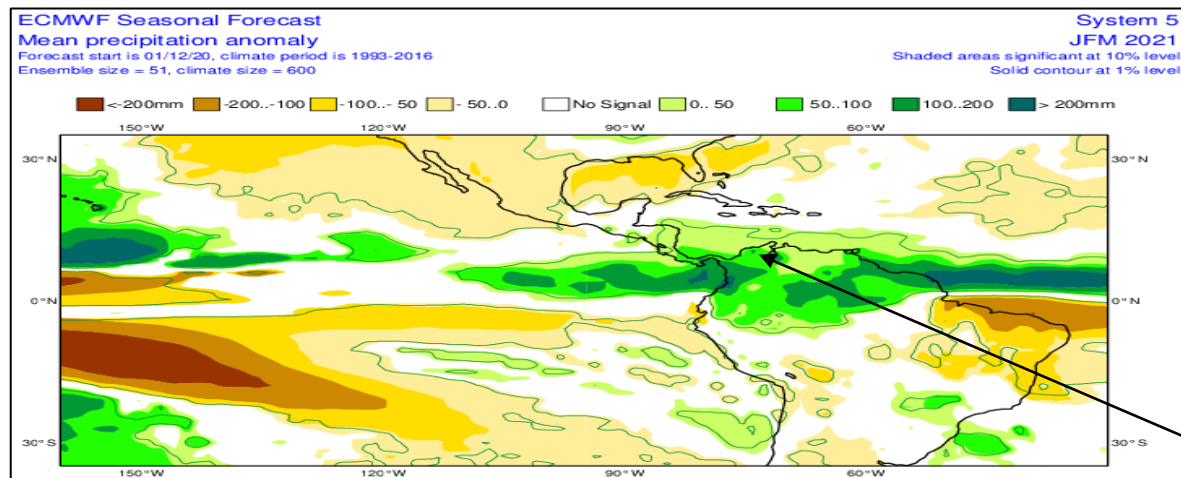 ECMWF Seasonal Forecast System 5
Mean precipitation anomaly JFM 2021
Forecast start is 01/12/20, climate period is 1993-2016 Shaded areas significant at 10% level
Ensemble size = 51, climate size = 600 Solid contour at 1% level
<-200mm -200..-100 -100..- 50 - 50..0 No Signal 0.. 50 50..100 100..200 > 200mm
150°W 120°W 90°W 60°W
30°N 30°N
0°N 0°N
30°S 30°S
150°W 120°W 90°W 60°W